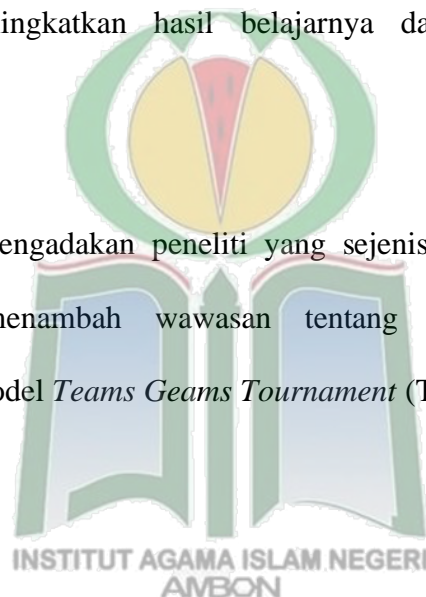 ingkatkan hasil belajarnya da
engadakan peneliti yang sejenis
nenambah wawasan tentang
odel Teams Geams Tournament (T
INSTITUT AGAMA ISLAM NEGERI
AMBON